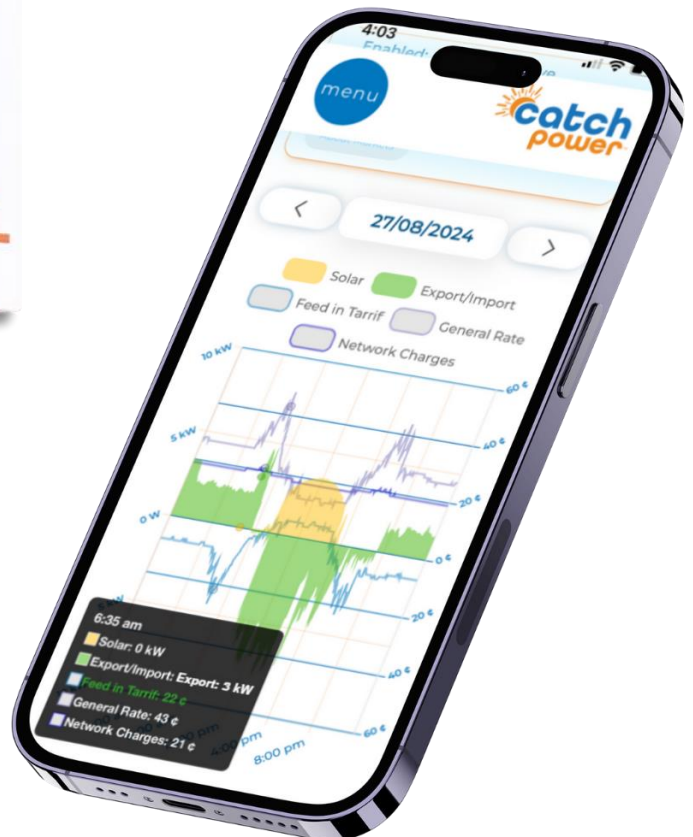 4:03
Enabled:
menu
catch
power
27/08/2024
Solar
Export/Import
Feed in Tarrif
General Rate
Network Charges
10 kW
60 ¢
5 kW
40 ¢
20 ¢
0 W
0 ¢
20 ¢
kW
40 ¢
60 ¢
6:35 am
Solar: 0 kW
Export/Import: Export: 3 kW
Feed in Tarrif: 22 ¢
General Rate: 43 ¢
Network Charges: 21 ¢
4:00 pm
8:00 pm